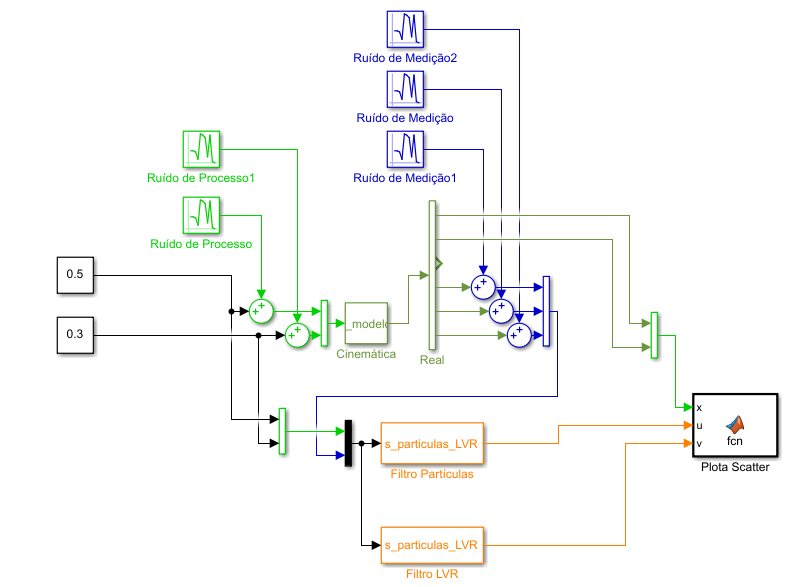 Ruído de Medição2
Ruído de Medição
Ruído de Processo1
Ruído de Medição1
Ruído de Processo
0.5
0.3
_modelo
Cinemática
Real
x
u
v
fcn
Plota Scatter
s_particulas_LVR
Filtro Partículas
s_particulas_LVR
Filtro LVR